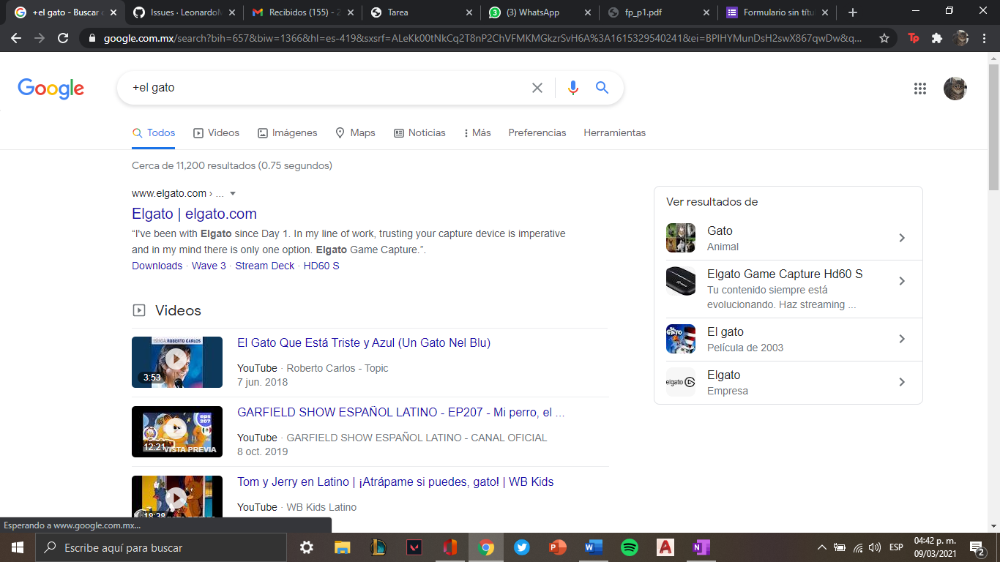 +el gato - Buscar
Issues · LeonardoM
Recibidos (155) - 2
Tarea
(3) WhatsApp
fp_p1.pdf
Formulario sin títu
google.com.mx/search?bih=657&biw=1366&hl=es-419&sxsrf=ALeKk00tNkCq2T8nP2ChVFMKMGkzrSvH6A%3A1615329540241&ei=BPlHYMunDsH2swX867qwDw&q...
Google
+el gato
Todos Videos Imágenes Maps Noticias Más Preferencias Herramientas
Cerca de 11,200 resultados (0.75 segundos)
www.elgato.com › ...
Elgato | elgato.com
“I've been with Elgato since Day 1. In my line of work, trusting your capture device is imperative
and in my mind there is only one option. Elgato Game Capture.”.
Downloads · Wave 3 · Stream Deck · HD60 S
Videos
ESENCIAL ROBERTO CARLOS
3:53
El Gato Que Está Triste y Azul (Un Gato Nel Blu)
YouTube · Roberto Carlos - Topic
7 jun. 2018
eps
207
12:21
VISTA PREVIA
GARFIELD SHOW ESPAÑOL LATINO - EP207 - Mi perro, el ...
YouTube · GARFIELD SHOW ESPAÑOL LATINO - CANAL OFICIAL
8 oct. 2019
18:38
Tom y Jerry en Latino | ¡Atrápame si puedes, gato! | WB Kids
YouTube · WB Kids Latino
Ver resultados de
Gato
Animal
Elgato Game Capture Hd60 S
Tu contenido siempre está
evolucionando. Haz streaming ...
GATO
El gato
Película de 2003
elgato
Elgato
Empresa
Esperando a www.google.com.mx...
Escribe aquí para buscar
ESP
04:42 p. m.
09/03/2021
2